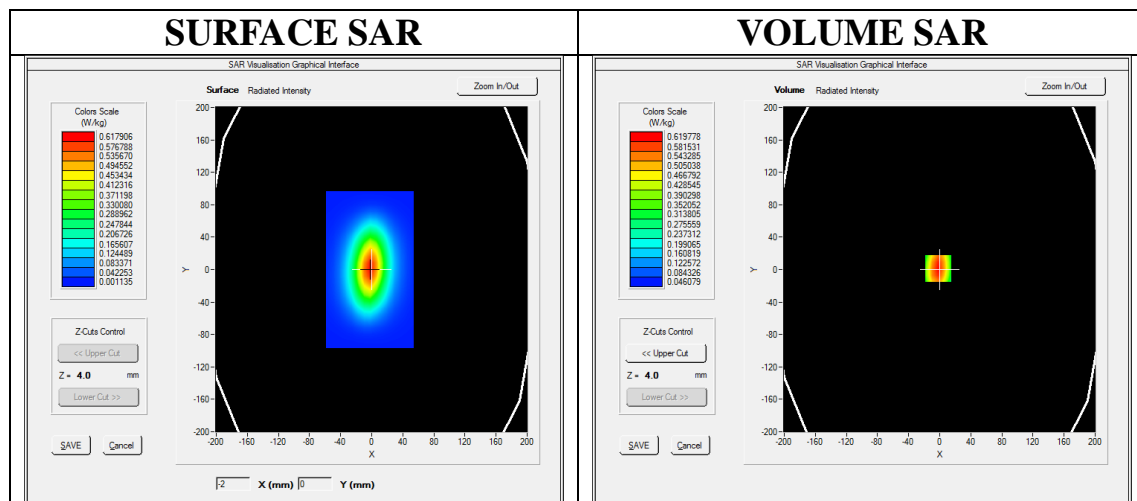 SURFACE SAR
SAR Visualisation Graphical Interface
Surface Radiated Intensity
Zoom In/Out
Colors Scale
(W/kg)
0.617906
0.576788
0.535670
0.494552
0.453434
0.412316
0.371198
0.330080
0.288962
0.247844
0.206726
0.165607
0.124489
0.083371
0.042253
0.001135
Z-Cuts Control
<< Upper Cut
Z = 4.0 mm
Lower Cut >>
SAVE Cancel
200
160
120
80
40
0
-40
-80
-120
-160
-200
Y
-200 -160 -120 -80 -40 0 40 80 120 160 200
X
-2 X (mm) 0 Y (mm)
VOLUME SAR
SAR Visualisation Graphical Interface
Volume Radiated Intensity
Zoom In/Out
Colors Scale
(W/kg)
0.619778
0.581531
0.543285
0.505038
0.466792
0.428545
0.390298
0.352052
0.313805
0.275559
0.237312
0.199065
0.160819
0.122572
0.084326
0.046079
Z-Cuts Control
<< Upper Cut
Z = 4.0 mm
Lower Cut >>
SAVE Cancel
200
160
120
80
40
0
-40
-80
-120
-160
-200
Y
-200 -160 -120 -80 -40 0 40 80 120 160 200
X